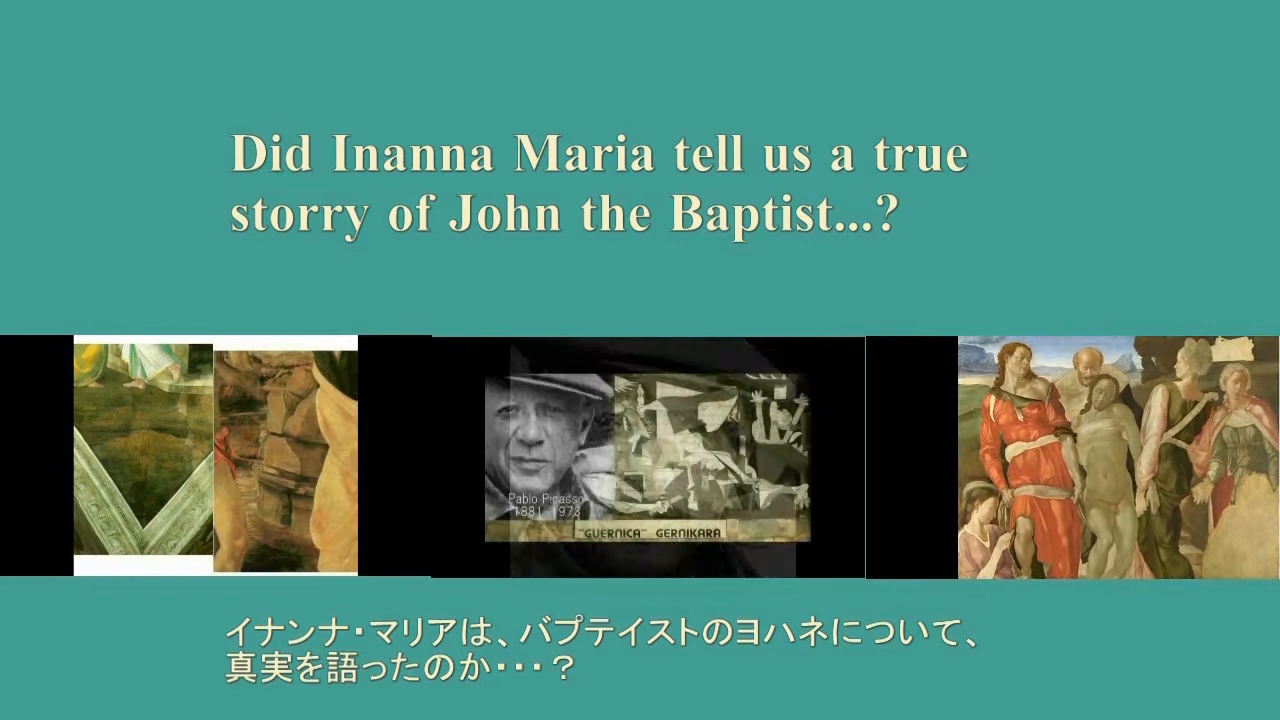 Did Inanna Maria tell us a true
storry of John the Baptist...?
Pablo Picasso
1881 1973
"GUERNICA" GERNIKARA
イナンナ・マリアは、バプテイストのヨハネについて、
真実を語ったのか・・・？